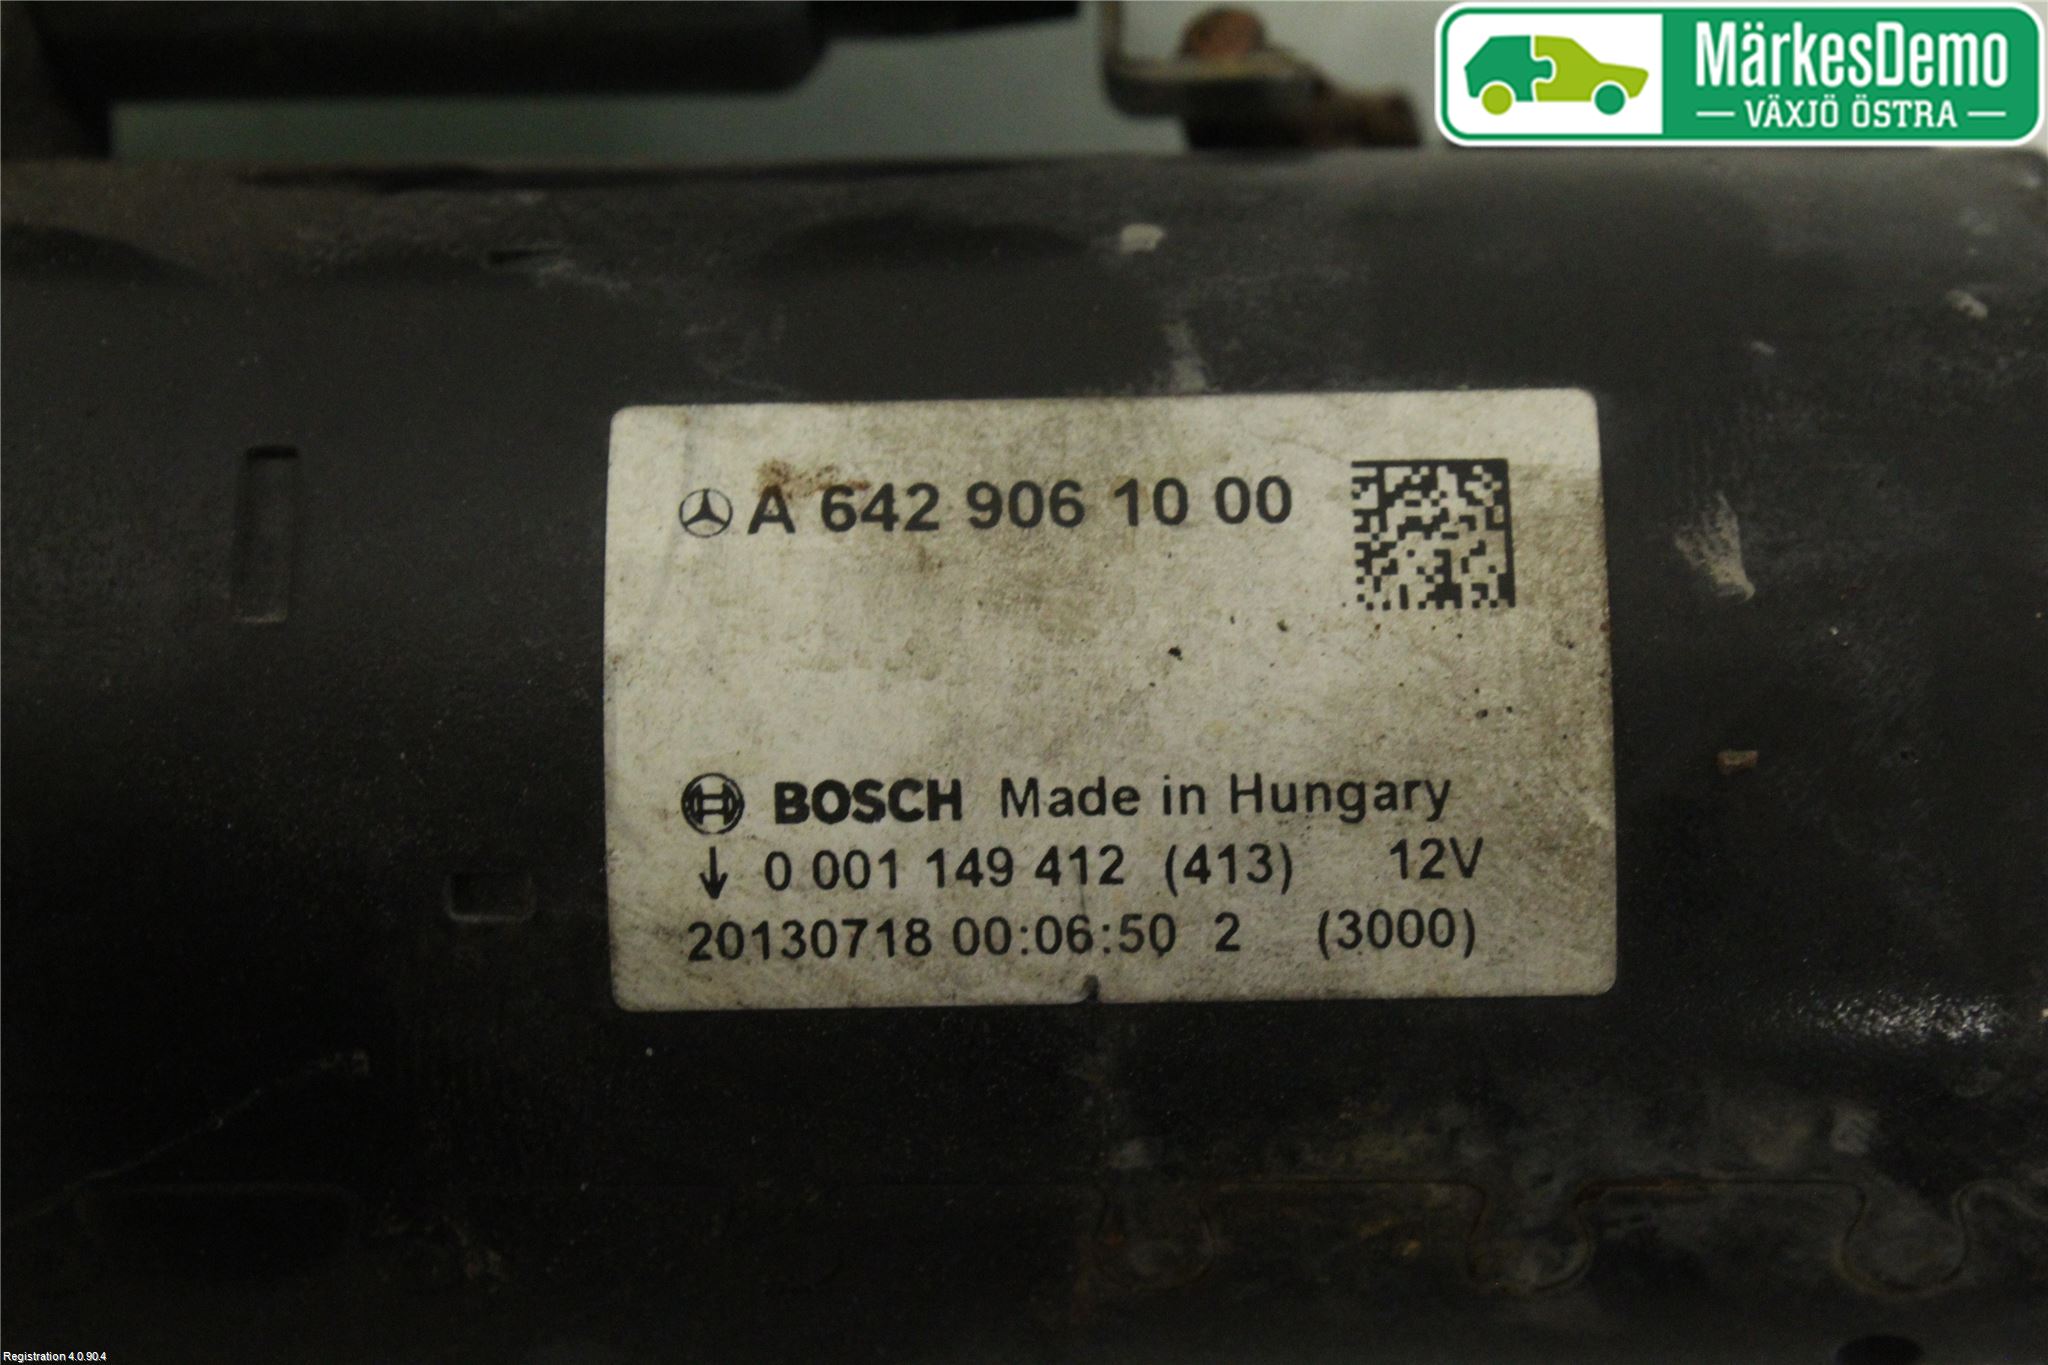 MärkesDemo
VÄXJÖ ÖSTRA
A 642 906 10 00
BOSCH Made in Hungary
↓ 0 001 149 412 (413) 12V
20130718 00:06:50 2 (3000)
Registration 4.0.90.4